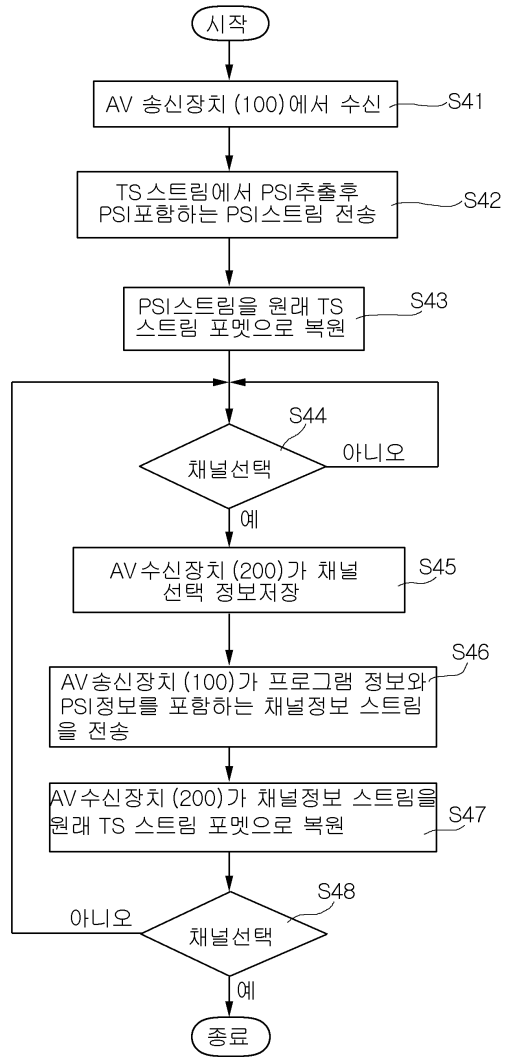 시작
AV 송신장치(100)에서 수신
S41
TS스트림에서 PSI추출후
PSI포함하는 PSI스트림 전송
S42
PSI스트림을 원래 TS
스트림 포멧으로 복원
S43
S44
채널선택
아니오
예
AV수신장치(200)가 채널
선택 정보저장
S45
AV송신장치(100)가 프로그램 정보와
PSI정보를 포함하는 채널정보 스트림
을 전송
S46
AV수신장치(200)가 채널정보 스트림을
원래 TS 스트림 포멧으로 복원
S47
S48
채널선택
아니오
예
종료